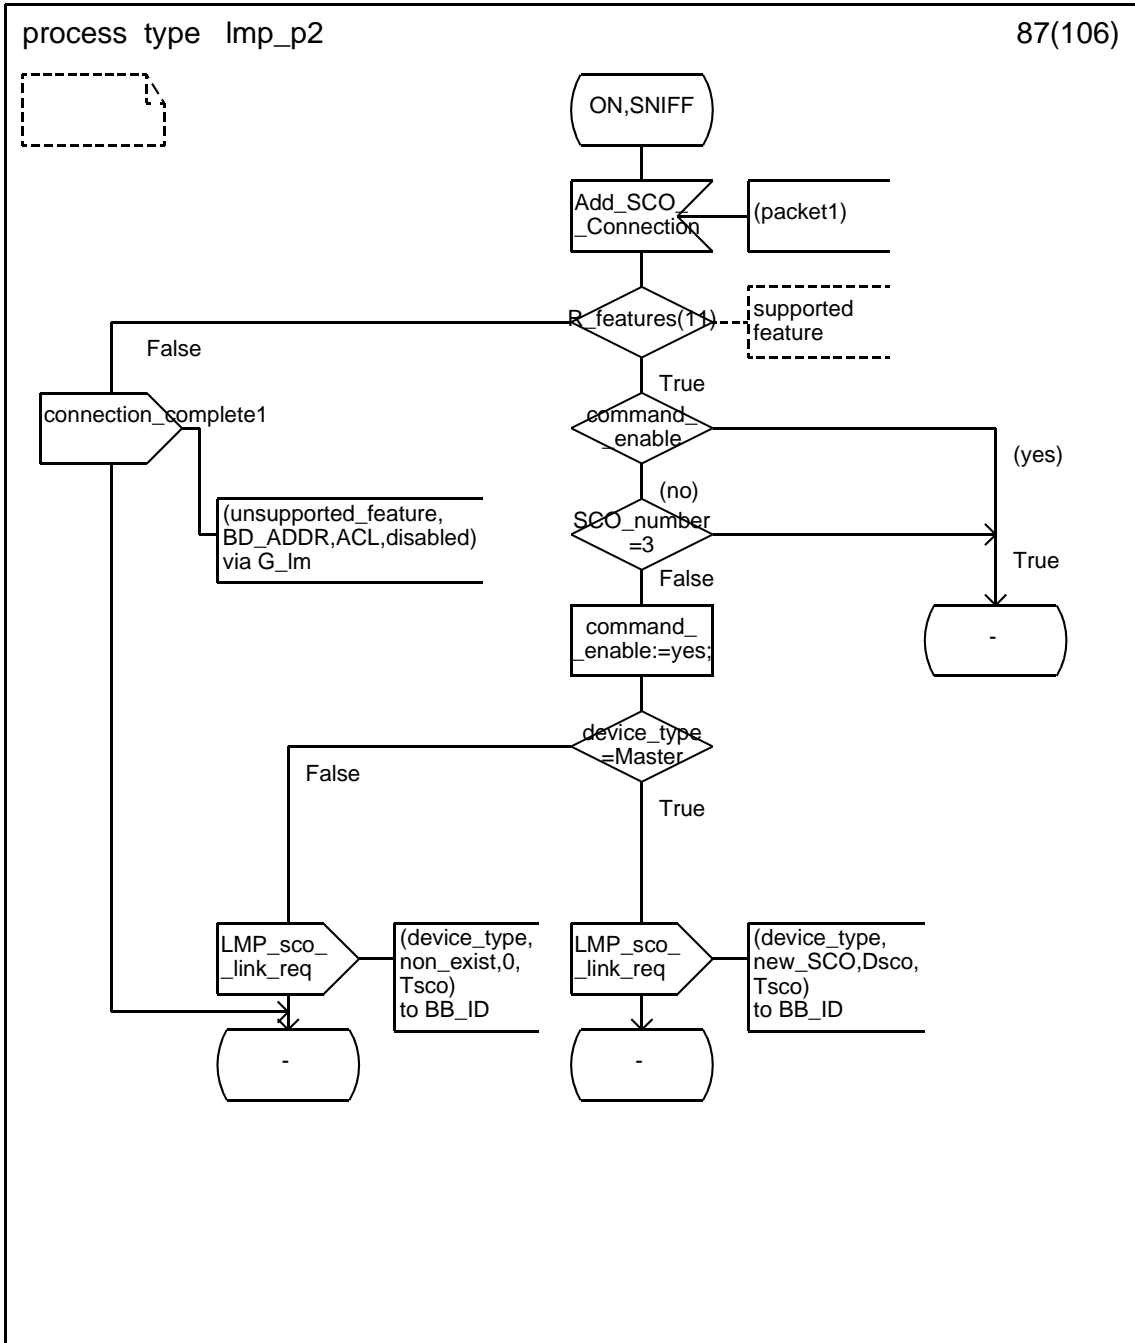 process type lmp_p2
87(106)
ON,SNIFF
Add_SCO_
_Connection
(packet1)
R_features(11)
supported
feature
False
True
connection_complete1
command_
_enable
(yes)
(no)
(unsupported_feature,
BD_ADDR,ACL,disabled)
via G_lm
SCO_number
=3
True
False
command_
_enable:=yes;
-
device_type
=Master
False
True
LMP_sco_
_link_req
(device_type,
non_exist,0,
Tsco)
to BB_ID
LMP_sco_
_link_req
(device_type,
new_SCO,Dsco,
Tsco)
to BB_ID
-
-